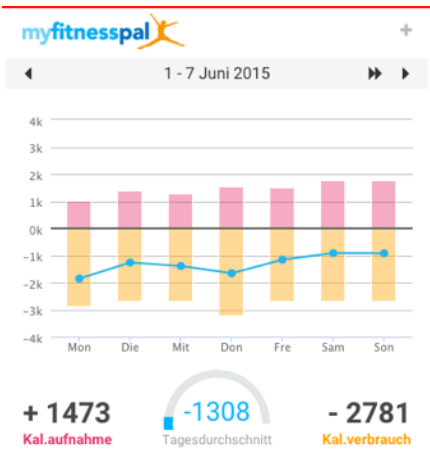 myfitnesspal
1 - 7 Juni 2015
4k
3k
2k
1k
0k
-1k
-2k
-3k
-4k
Mon Die Mit Don Fre Sam Son
+ 1473 -1308 - 2781
Kal.aufnahme Tagesdurchschnitt Kal.verbrauch